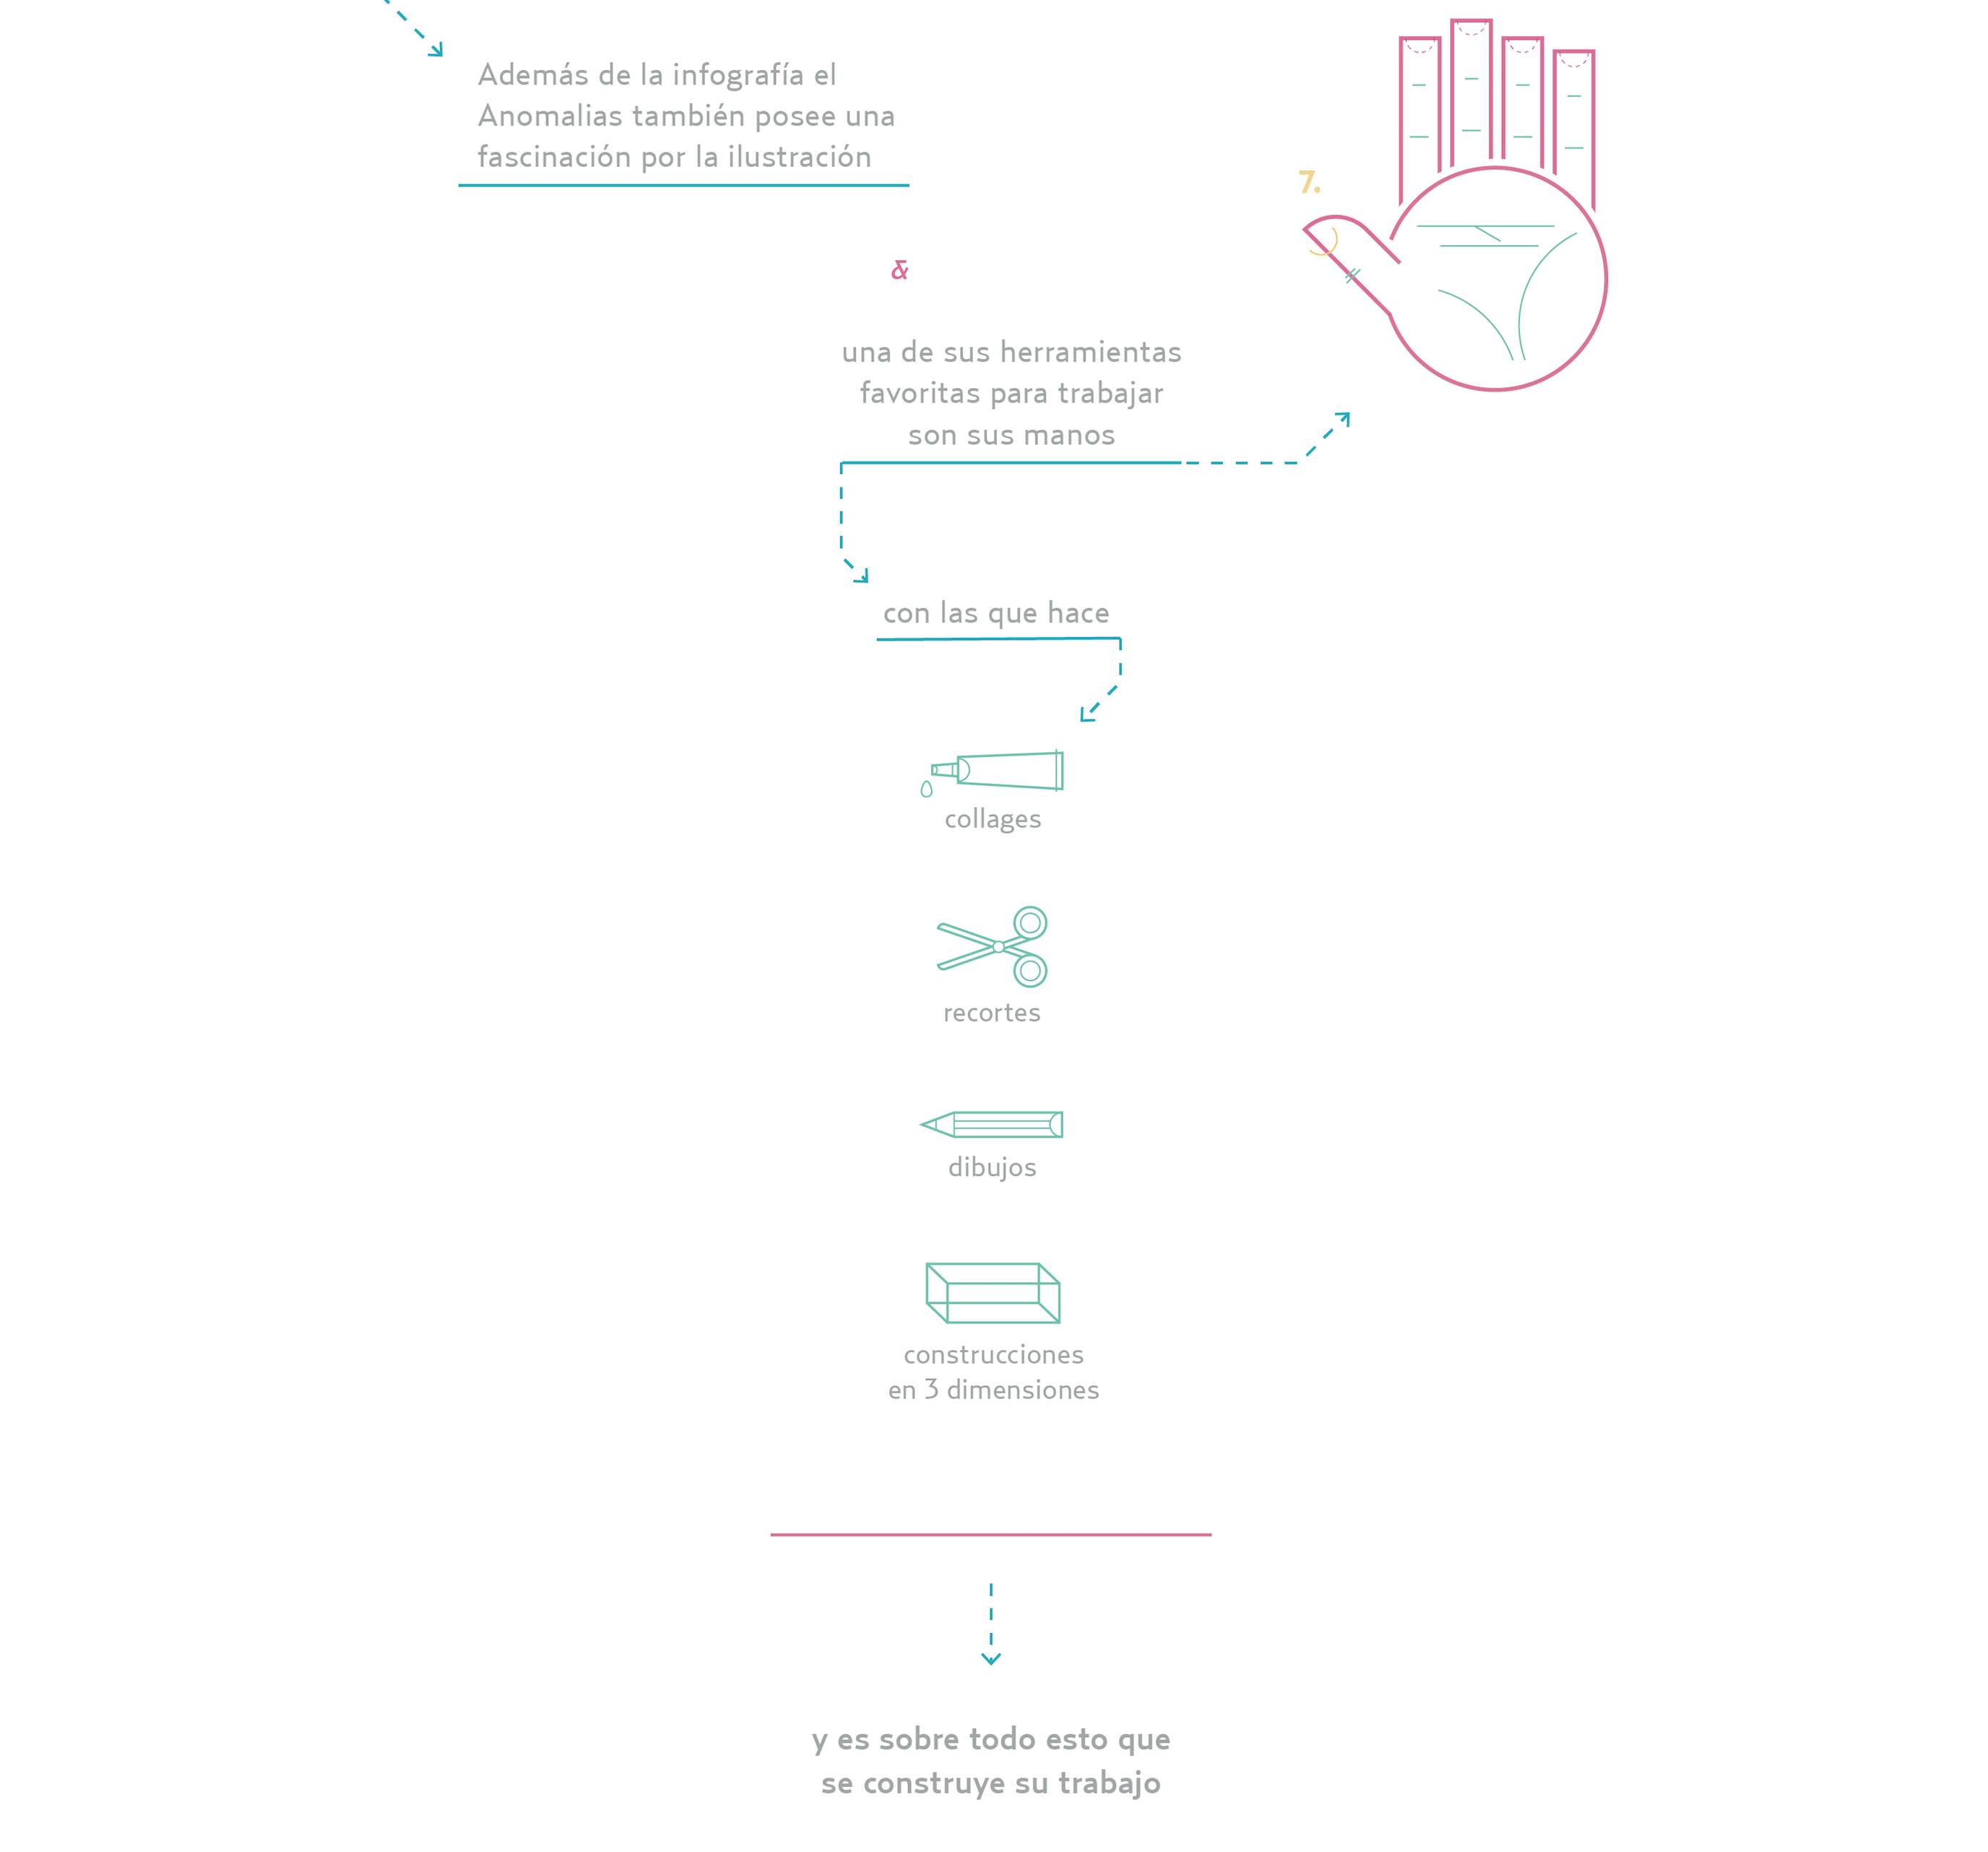 Además de la infografía el
Anomalias también posee una
fascinación por la ilustración
&
7.
una de sus herramientas
favoritas para trabajar
son sus manos
con las que hace
collages
recortes
dibujos
construcciones
en 3 dimensiones
y es sobre todo esto que
se construye su trabajo